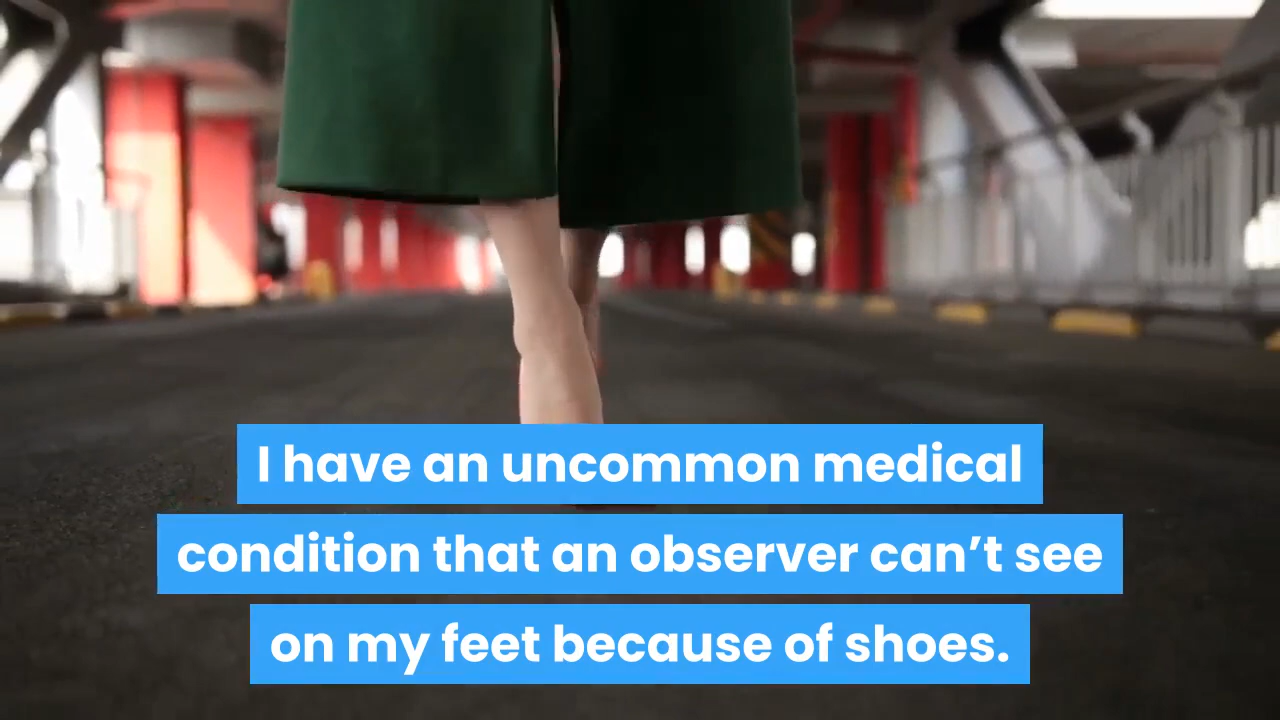 I have an uncommon medical
condition that an observer can’t see
on my feet because of shoes.